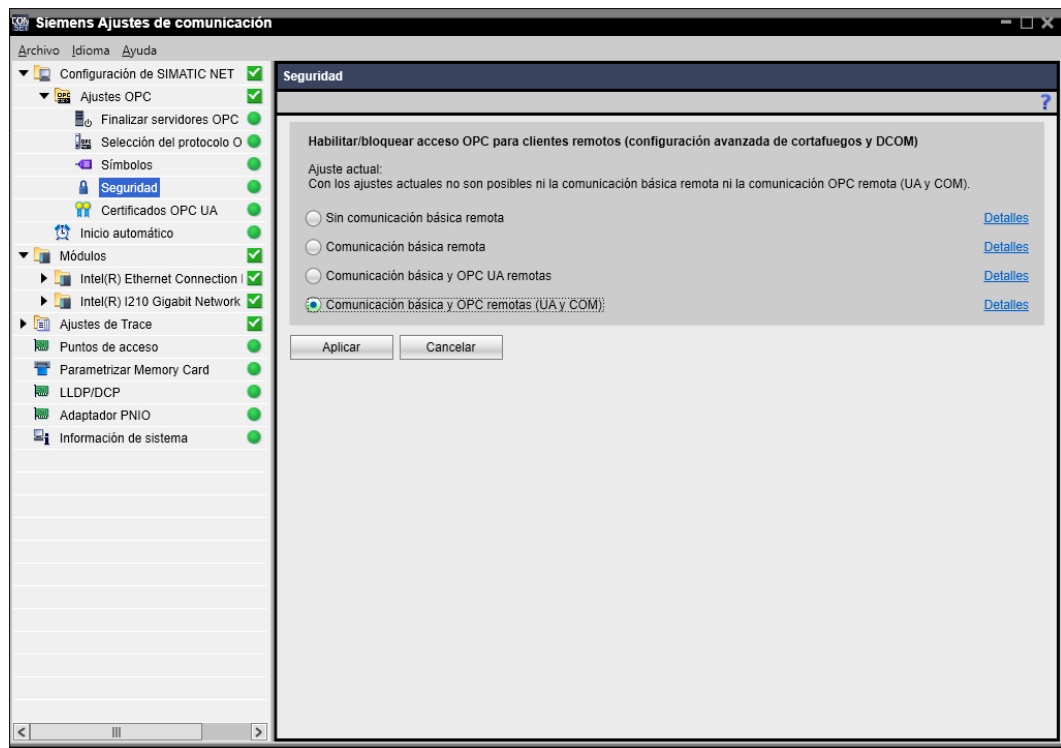 Siemens Ajustes de comunicación
Archivo Idioma Ayuda
Configuración de SIMATIC NET
Ajustes OPC
Finalizar servidores OPC
Selección del protocolo O
Símbolos
Seguridad
Certificados OPC UA
Inicio automático
Módulos
Intel(R) Ethernet Connection I
Intel(R) I210 Gigabit Network
Ajustes de Trace
Puntos de acceso
Parametrizar Memory Card
LLDP/DCP
Adaptador PNIO
Información de sistema
Seguridad
?
Habilitar/bloquear acceso OPC para clientes remotos (configuración avanzada de cortafuegos y DCOM)
Ajuste actual:
Con los ajustes actuales no son posibles ni la comunicación básica remota ni la comunicación OPC remota (UA y COM).
Sin comunicación básica remota Detalles
Comunicación básica remota Detalles
Comunicación básica y OPC UA remotas Detalles
Comunicación básica y OPC remotas (UA y COM) Detalles
Aplicar Cancelar